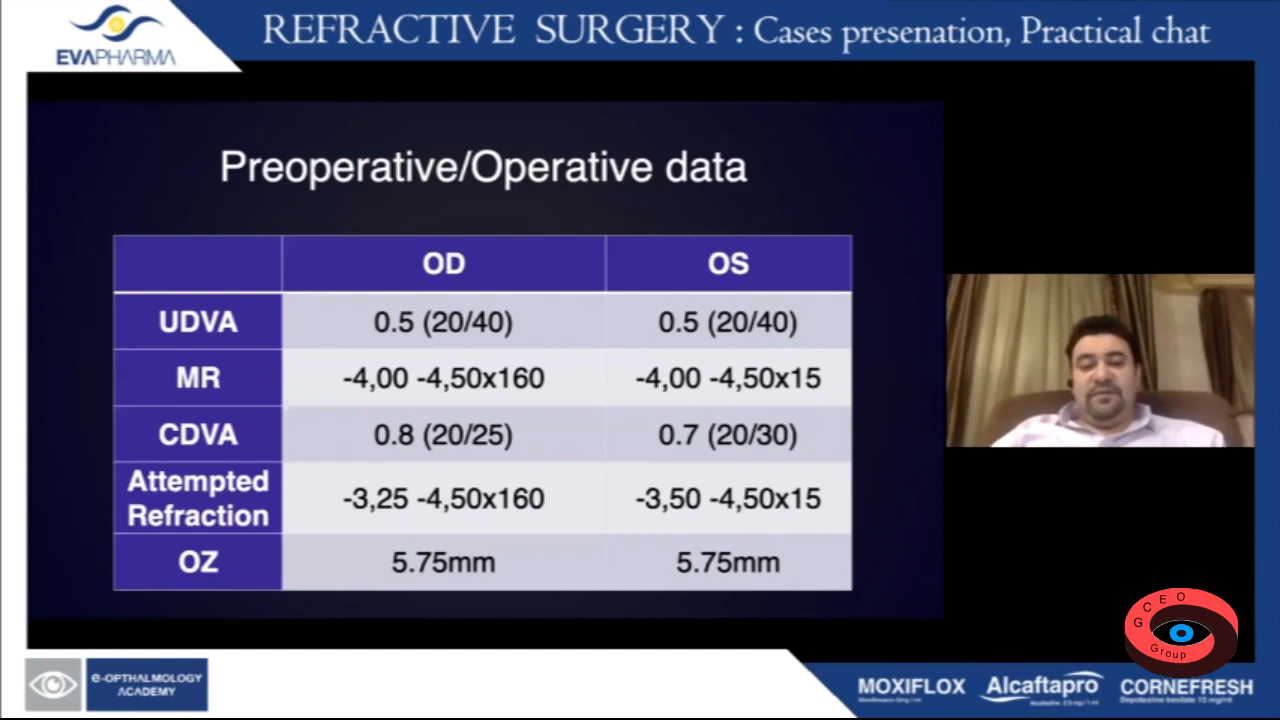 EVAPHARMA
REFRACTIVE SURGERY : Cases presenation, Practical chat
Preoperative/Operative data
OD OS
UDVA 0.5 (20/40) 0.5 (20/40)
MR -4,00 -4,50x160 -4,00 -4,50x15
CDVA 0.8 (20/25) 0.7 (20/30)
Attempted
Refraction -3,25 -4,50x160 -3,50 -4,50x15
OZ 5.75mm 5.75mm
GCEO
Group
e-OPTHALMOLOGY
ACADEMY
MOXIFLOX Alcaftapro CORNEFRESH